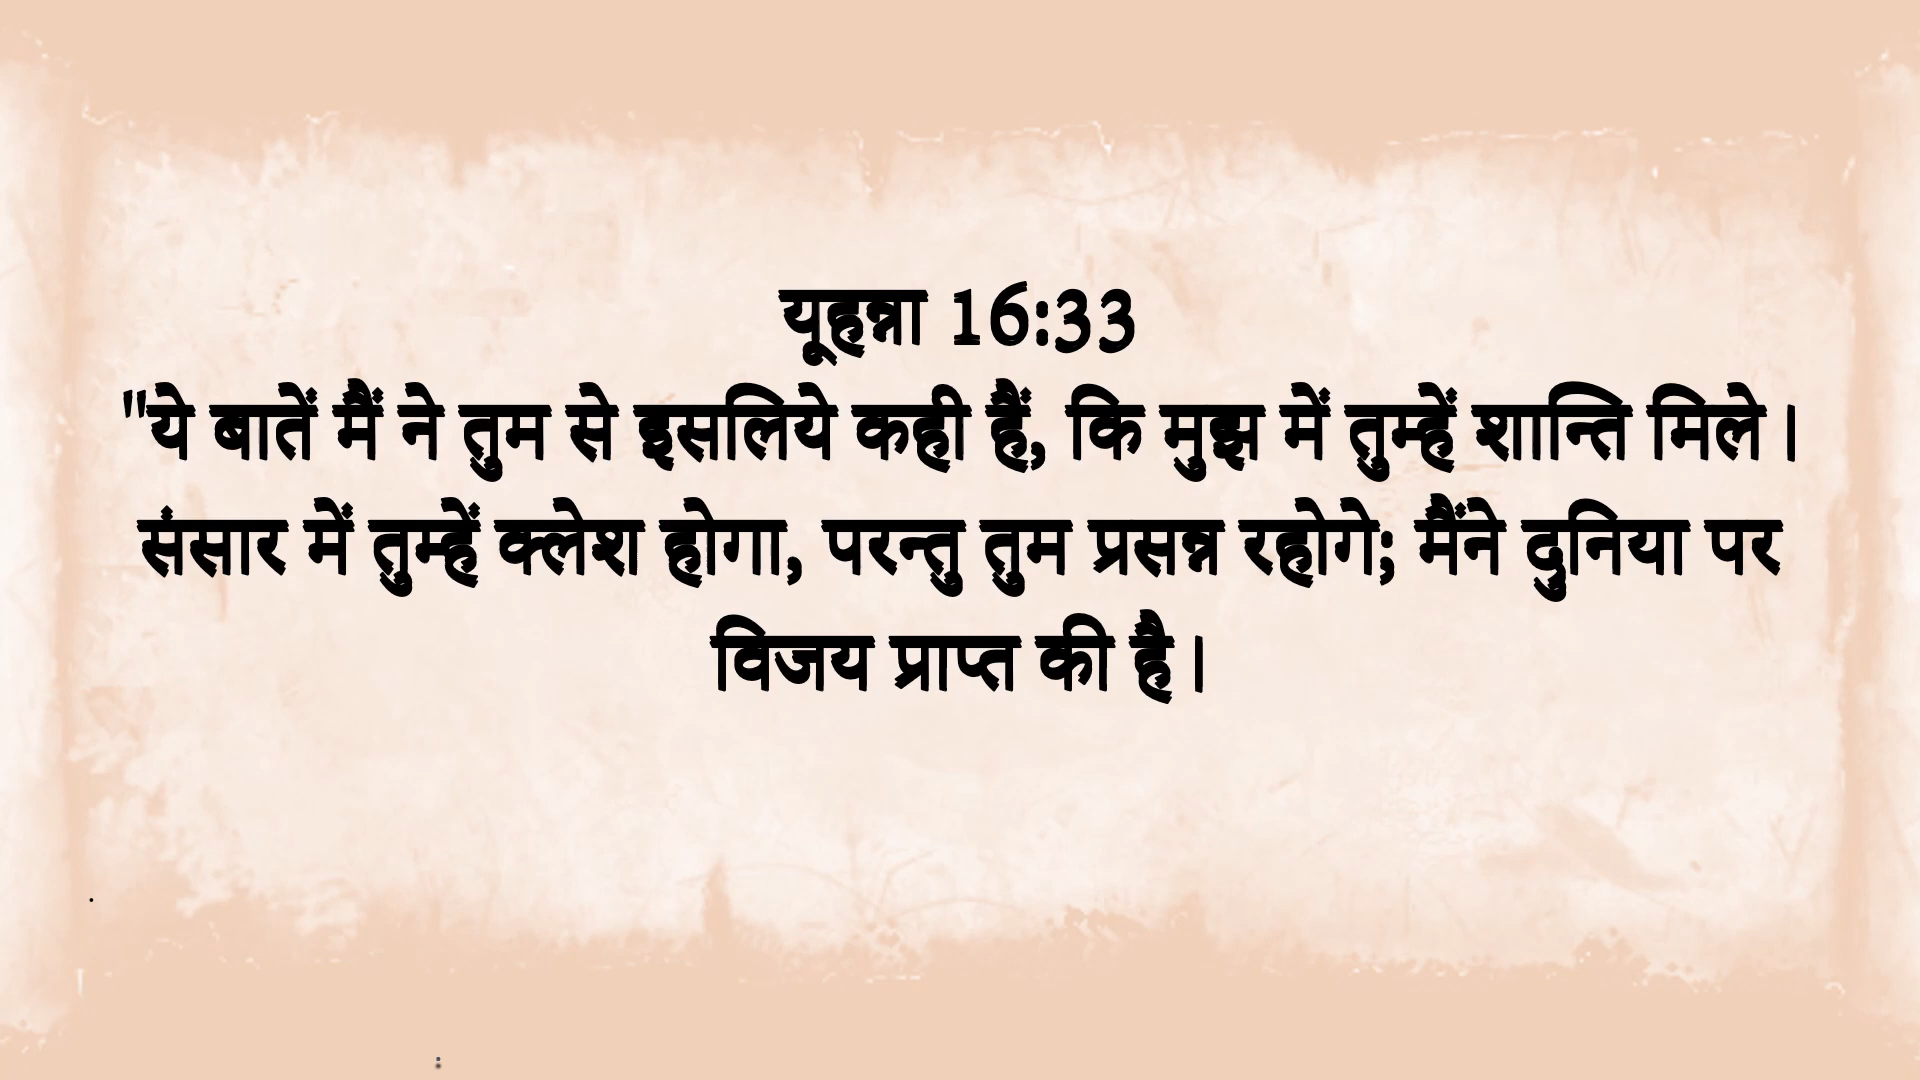 यूहन्ना 16:33
"ये बातें मैं ने तुम से इसलिये कही हैं, कि मुझ में तुम्हें शान्ति मिले।
संसार में तुम्हें क्लेश होगा, परन्तु तुम प्रसन्न रहोगे; मैंने दुनिया पर
विजय प्राप्त की है।